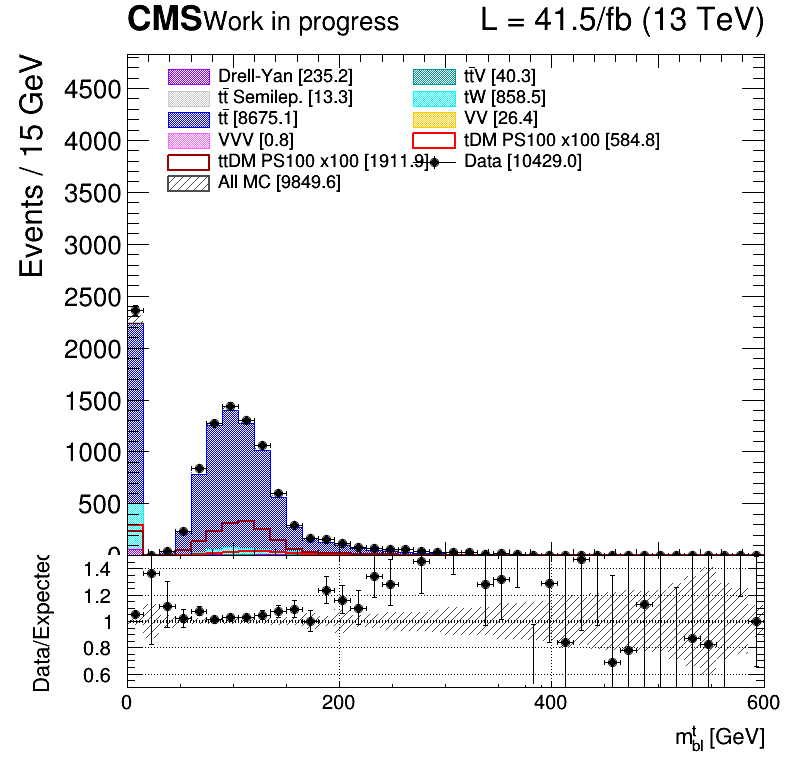 CMS Work in progress L = 41.5/fb (13 TeV)
Events / 15 GeV
Drell-Yan [235.2] tt̄V [40.3]
tt̄ Semilep. [13.3] tW [858.5]
tt̄ [8675.1] VV [26.4]
VVV [0.8] tDM PS100 x100 [584.8]
ttDM PS100 x100 [1911.9] Data [10429.0]
All MC [9849.6]
4500
4000
3500
3000
2500
2000
1500
1000
500
0
Data/Expected
1.4
1.2
1
0.8
0.6
0 200 400 600
m_bl^t [GeV]